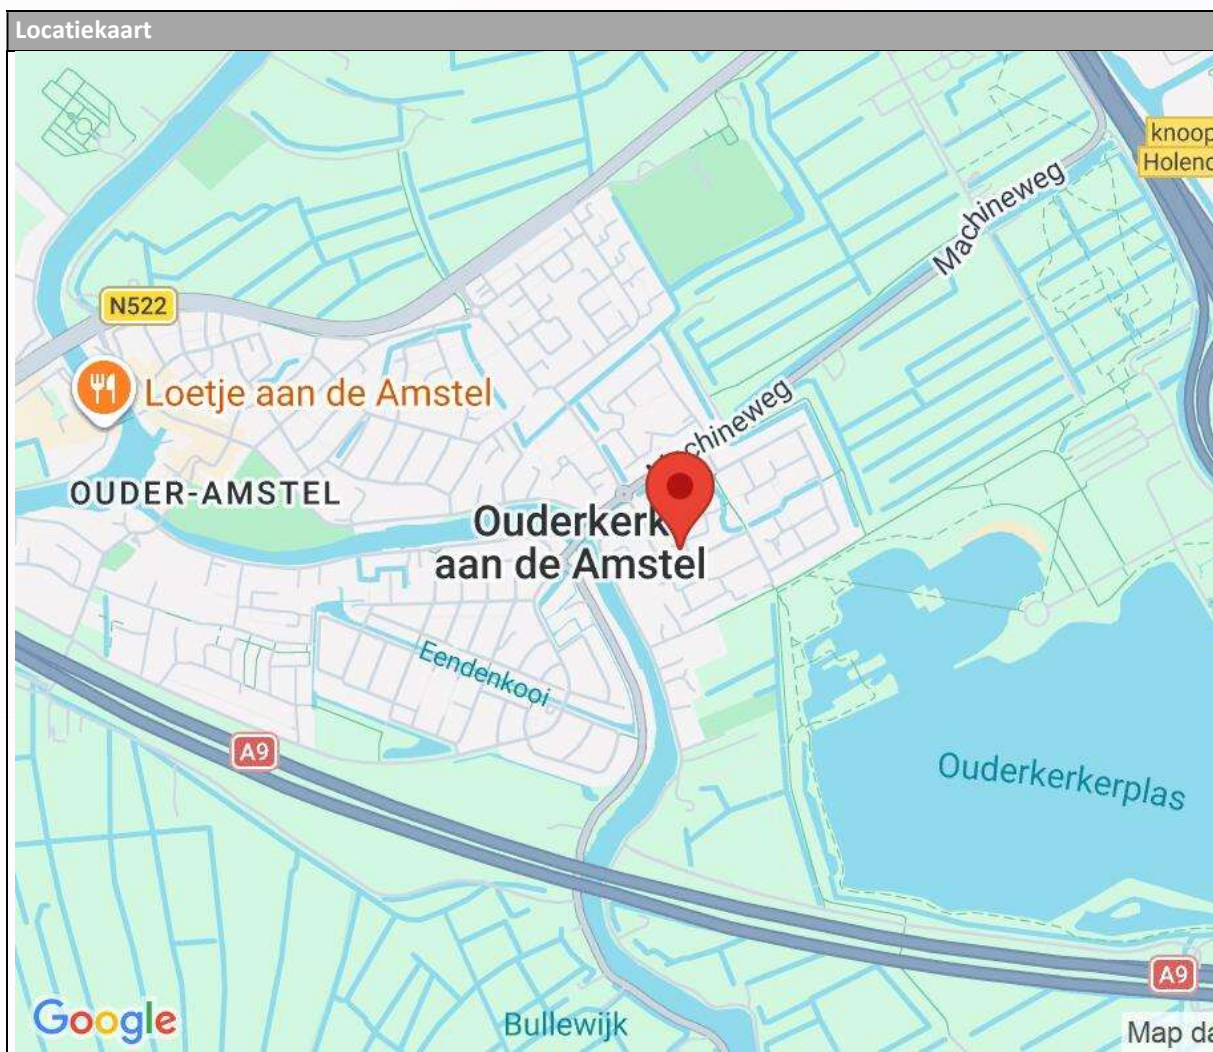 Locatiekaart
knoop
Holend
Machineweg
N522
Loetje aan de Amstel
Machineweg
OUDER-AMSTEL
Ouderkerk
aan de Amstel
Eendenkooi
A9
Ouderkerkerplas
A9
Google
Bullewijk
Map da